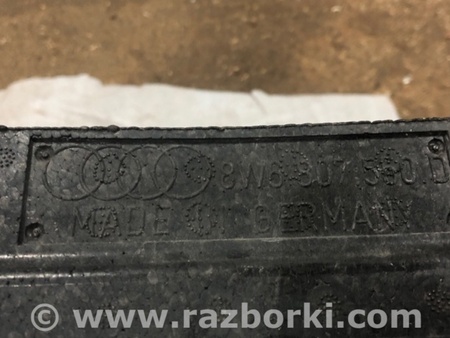 8W6 807 550 D
MADE IN GERMANY
© www.razborki.com